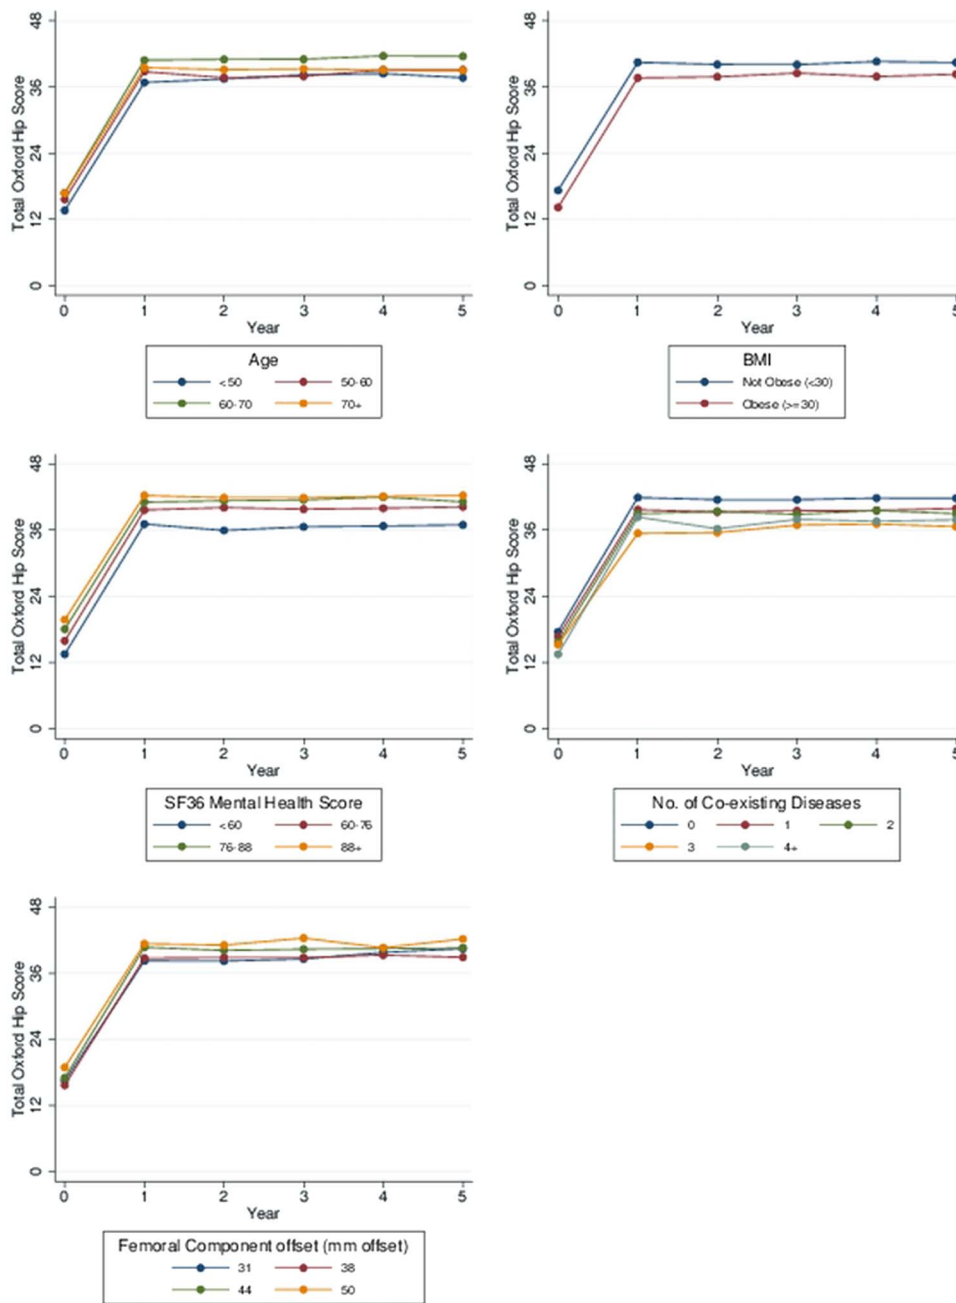 Total Oxford Hip Score
48
36
24
12
0
0 1 2 3 4 5
Year
Age
<50 50-60
60-70 70+
Total Oxford Hip Score
48
36
24
12
0
0 1 2 3 4 5
Year
BMI
Not Obese (<30)
Obese (>=30)
Total Oxford Hip Score
48
36
24
12
0
0 1 2 3 4 5
Year
SF36 Mental Health Score
<60 60-76
76-88 88+
Total Oxford Hip Score
48
36
24
12
0
0 1 2 3 4 5
Year
No. of Co-existing Diseases
0 1 2
3 4+
Total Oxford Hip Score
48
36
24
12
0
0 1 2 3 4 5
Year
Femoral Component offset (mm offset)
31 38
44 50